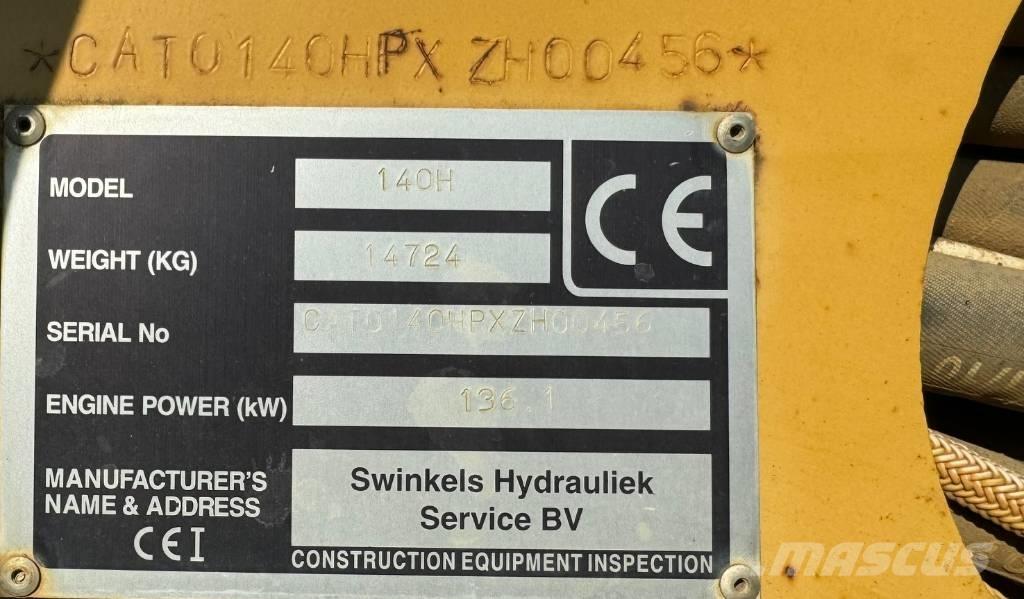 *CAT0140HPXZH00456*
MODEL 140H
CE
WEIGHT (KG) 14724
SERIAL No CAT0140HPXZH00456
ENGINE POWER (kW) 136.1
MANUFACTURER'S
NAME & ADDRESS
CEI
Swinkels Hydrauliek
Service BV
CONSTRUCTION EQUIPMENT INSPECTION
MASCUS